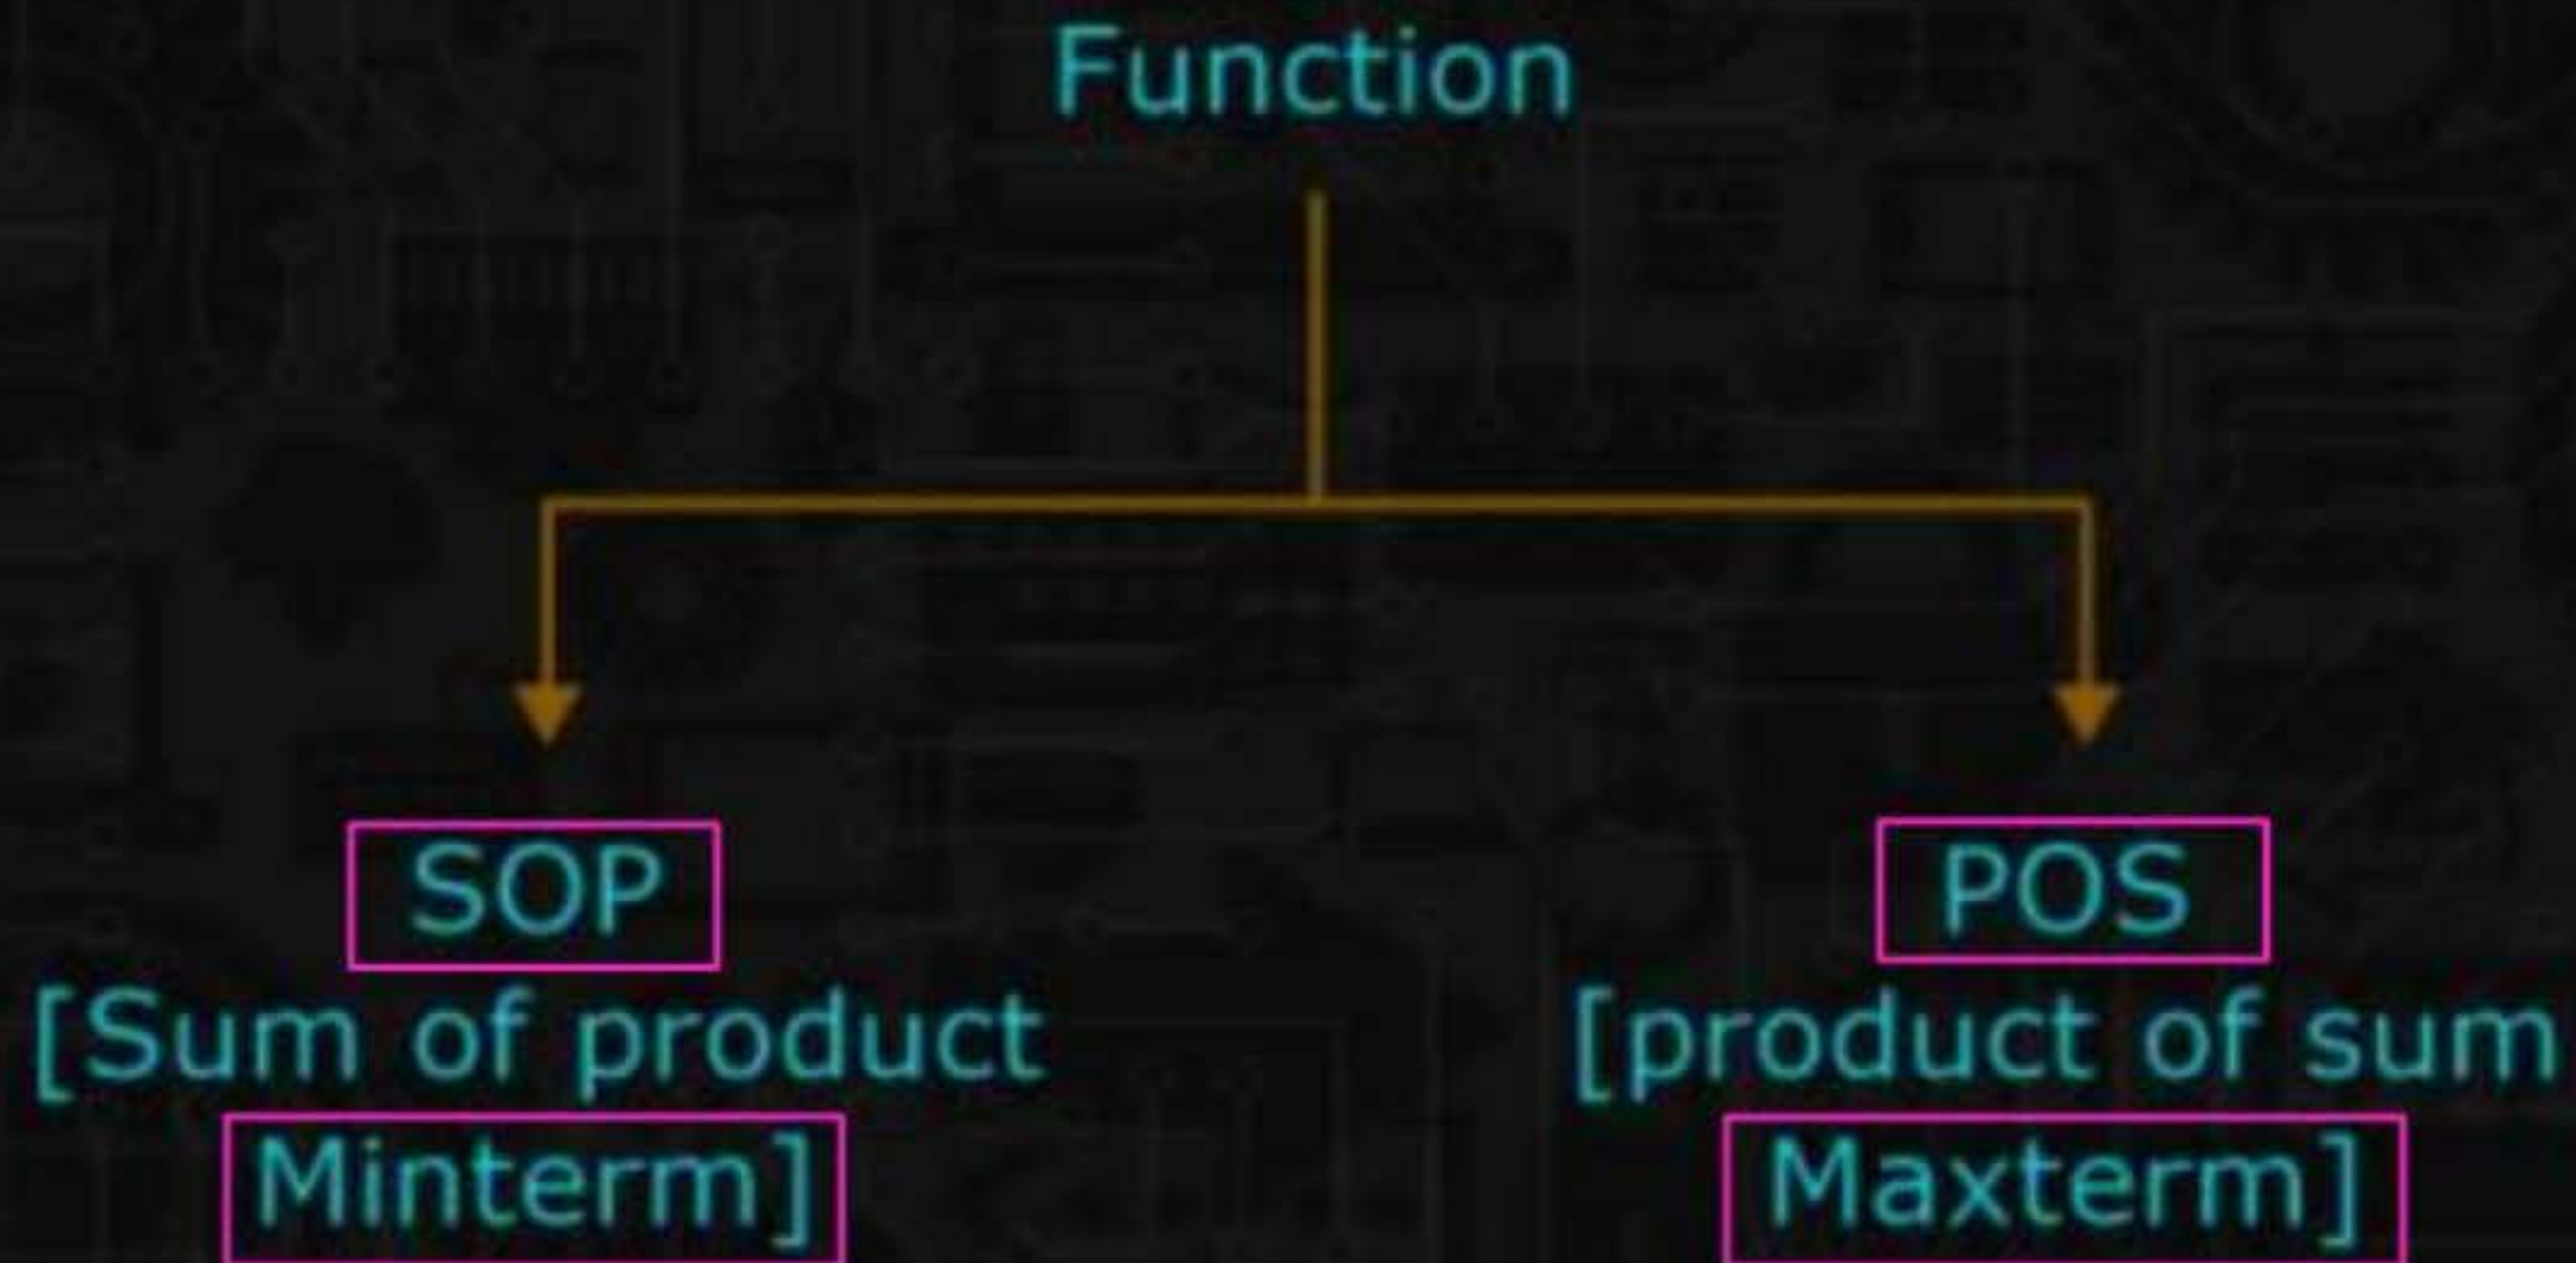 Function
SOP
[Sum of product
Minterm]
POS
[product of sum
Maxterm]